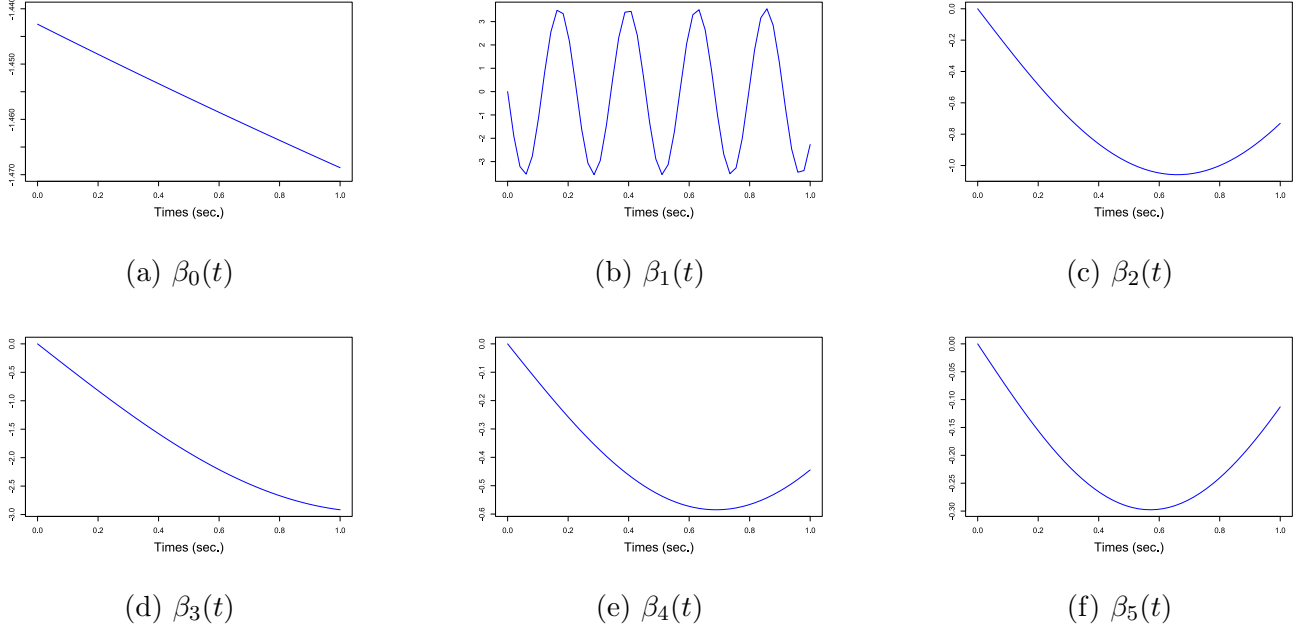 -1.440
-1.450
-1.460
-1.470
0.0 0.2 0.4 0.6 0.8 1.0
Times (sec.)
3
2
1
0
-1
-2
-3
0.0 0.2 0.4 0.6 0.8 1.0
Times (sec.)
0.0
-0.2
-0.4
-0.6
-0.8
-1.0
0.0 0.2 0.4 0.6 0.8 1.0
Times (sec.)
(a) β₀(t)
(b) β₁(t)
(c) β₂(t)
0.0
-0.5
-1.0
-1.5
-2.0
-2.5
-3.0
0.0 0.2 0.4 0.6 0.8 1.0
Times (sec.)
0.0
-0.1
-0.2
-0.3
-0.4
-0.5
-0.6
0.0 0.2 0.4 0.6 0.8 1.0
Times (sec.)
0.00
-0.05
-0.10
-0.15
-0.20
-0.25
-0.30
0.0 0.2 0.4 0.6 0.8 1.0
Times (sec.)
(d) β₃(t)
(e) β₄(t)
(f) β₅(t)